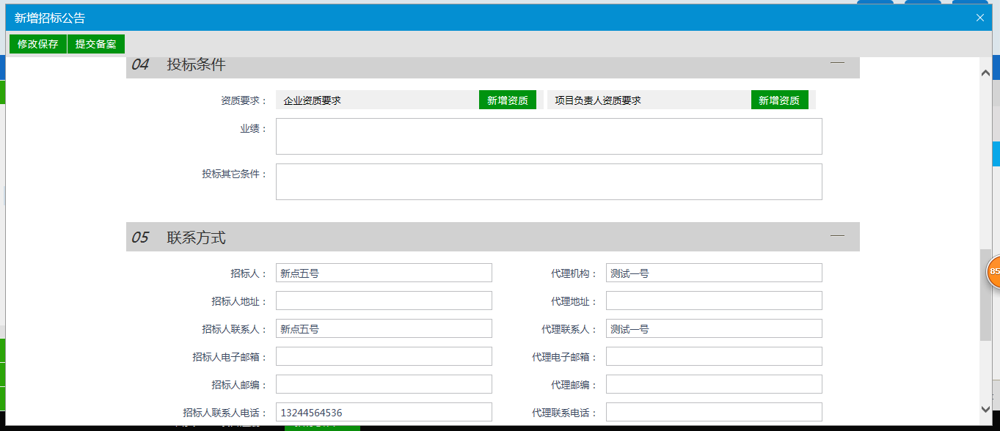 新增招标公告
修改保存 提交备案
04 投标条件
资质要求： 企业资质要求 新增资质 项目负责人资质要求 新增资质
业绩：
投标其它条件：
05 联系方式
招标人： 新点五号 代理机构： 测试一号
招标人地址： 代理地址：
招标人联系人： 新点五号 代理联系人： 测试一号
招标人电子邮箱： 代理电子邮箱：
招标人邮编： 代理邮编：
招标人联系人电话： 13244564536 代理联系电话：
85